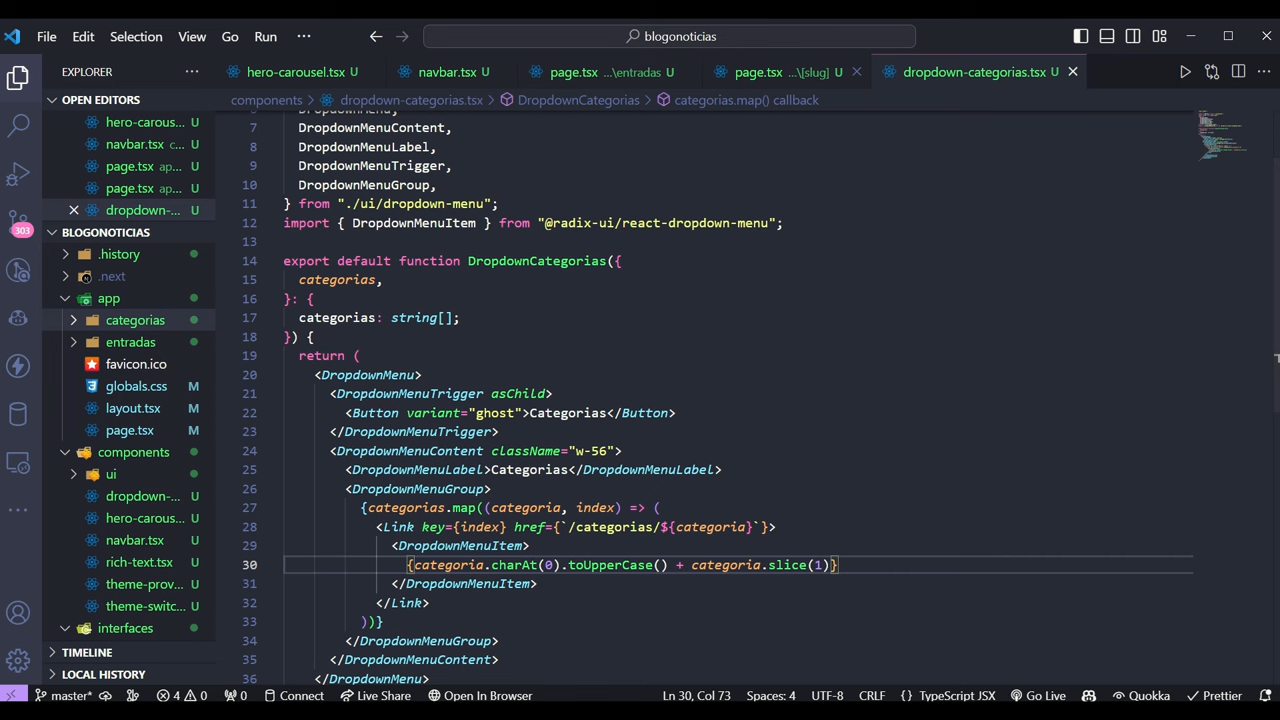 File Edit Selection View Go Run ··· blogonoticias
EXPLORER ···
hero-carousel.tsx U navbar.tsx U page.tsx ...\entradas U page.tsx ...\[slug] U dropdown-categorias.tsx U
OPEN EDITORS
components > dropdown-categorias.tsx > DropdownCategorias > categorias.map() callback
hero-carous... U
navbar.tsx c... U
page.tsx ap... U
page.tsx ap... U
dropdown-... U
BLOGONOTICIAS
.history
.next
app
categorias
entradas
favicon.ico
globals.css M
layout.tsx M
page.tsx M
components
ui
dropdown-... U
hero-carous... U
navbar.tsx U
rich-text.tsx U
theme-prov... U
theme-switc... U
interfaces
TIMELINE
LOCAL HISTORY
303
7 DropdownMenuContent,
8 DropdownMenuLabel,
9 DropdownMenuTrigger,
10 DropdownMenuGroup,
11 } from "./ui/dropdown-menu";
12 import { DropdownMenuItem } from "@radix-ui/react-dropdown-menu";
13
14 export default function DropdownCategorias({
15 categorias,
16 }: {
17 categorias: string[];
18 }) {
19 return (
20 <DropdownMenu>
21 <DropdownMenuTrigger asChild>
22 <Button variant="ghost">Categorias</Button>
23 </DropdownMenuTrigger>
24 <DropdownMenuContent className="w-56">
25 <DropdownMenuLabel>Categorias</DropdownMenuLabel>
26 <DropdownMenuGroup>
27 {categorias.map((categoria, index) => (
28 <Link key={index} href={`/categorias/${categoria}`}>
29 <DropdownMenuItem>
30 {categoria.charAt(0).toUpperCase() + categoria.slice(1)}
31 </DropdownMenuItem>
32 </Link>
33 ))}
34 </DropdownMenuGroup>
35 </DropdownMenuContent>
36 </DropdownMenu>
master* 4 0 0 Connect Live Share Open In Browser Ln 30, Col 73 Spaces: 4 UTF-8 CRLF {} TypeScript JSX Go Live Quokka Prettier